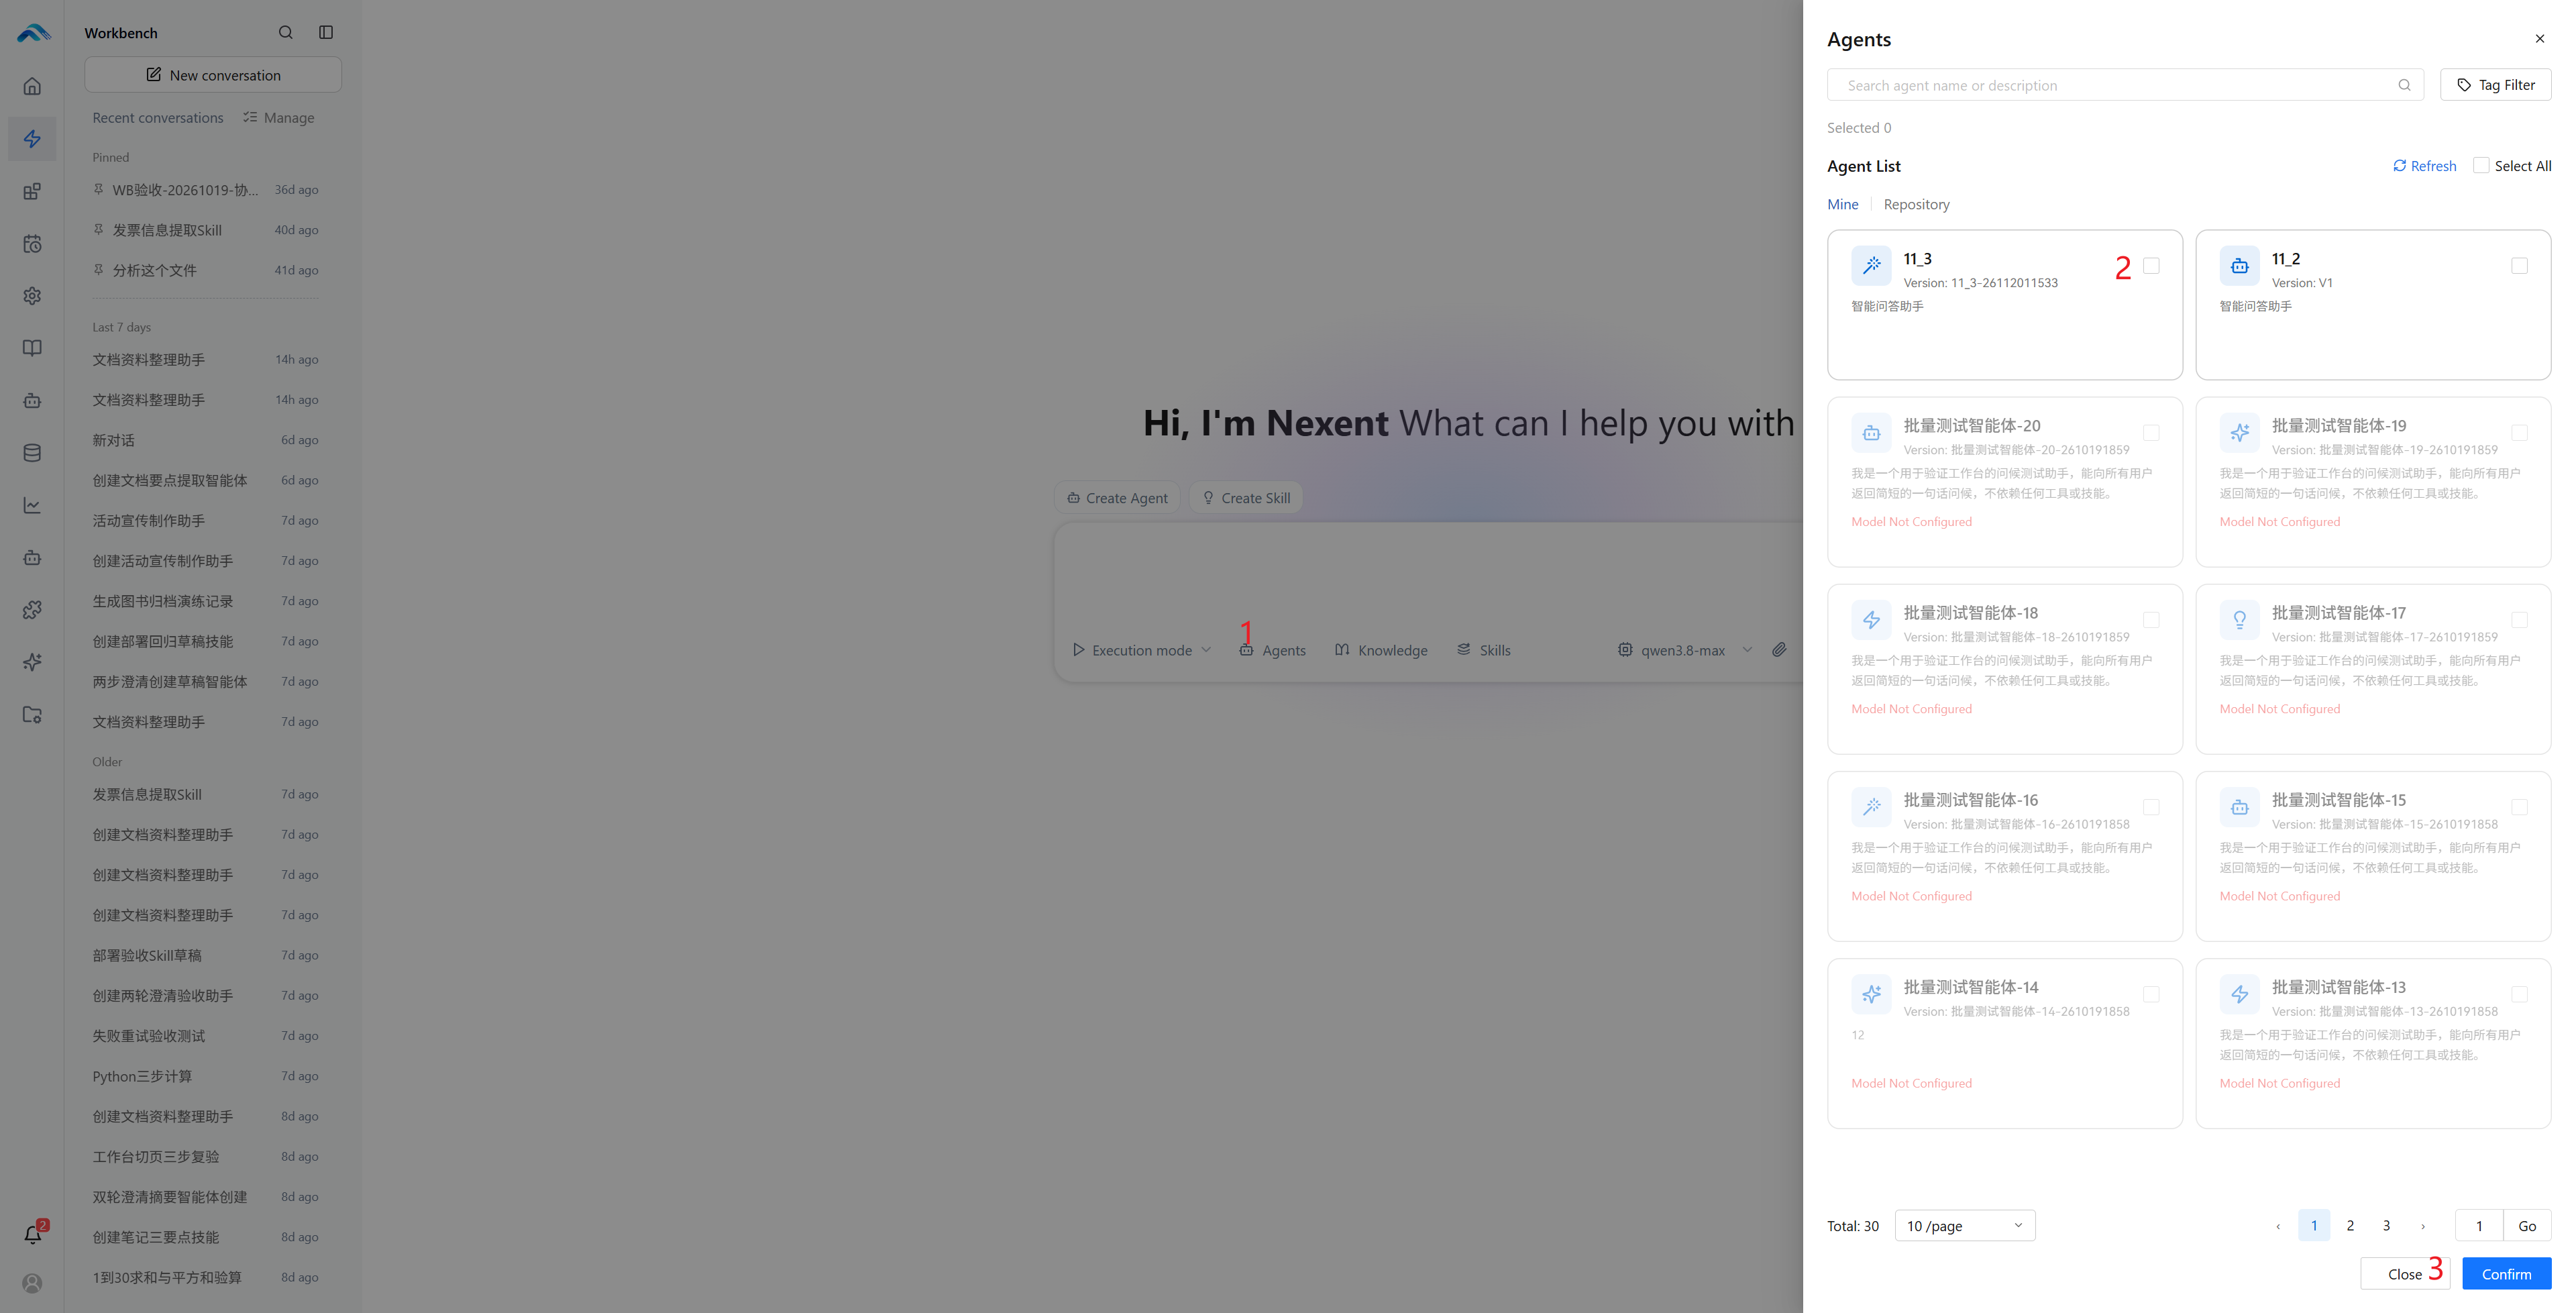 Workbench
New conversation
Recent conversations Manage
Pinned
WB验收-20261019-协... 36d ago
发票信息提取Skill 40d ago
分析这个文件 41d ago
Last 7 days
文档资料整理助手 14h ago
文档资料整理助手 14h ago
新对话 6d ago
创建文档要点提取智能体 6d ago
活动宣传制作助手 7d ago
创建活动宣传制作助手 7d ago
生成图书归档演练记录 7d ago
创建部署回归草稿技能 7d ago
两步澄清创建草稿智能体 7d ago
文档资料整理助手 7d ago
Older
发票信息提取Skill 7d ago
创建文档资料整理助手 7d ago
创建文档资料整理助手 7d ago
创建文档资料整理助手 7d ago
部署验收Skill草稿 7d ago
创建两轮澄清验收助手 7d ago
失败重试验收测试 7d ago
Python三步计算 7d ago
创建文档资料整理助手 8d ago
工作台切页三步复验 8d ago
双轮澄清摘要智能体创建 8d ago
创建笔记三要点技能 8d ago
1到30求和与平方和验算 8d ago
2
Hi, I'm Nexent What can I help you with
Create Agent Create Skill
1
Execution mode Agents Knowledge Skills qwen3.8-max
Agents
Search agent name or description
Tag Filter
Selected 0
Agent List
Refresh Select All
Mine Repository
11_3
2
Version: 11_3-26112011533
智能问答助手
11_2
Version: V1
智能问答助手
批量测试智能体-20
Version: 批量测试智能体-20-2610191859
我是一个用于验证工作台的问候测试助手，能向所有用户
返回简短的一句话问候，不依赖任何工具或技能。
Model Not Configured
批量测试智能体-19
Version: 批量测试智能体-19-2610191859
我是一个用于验证工作台的问候测试助手，能向所有用户
返回简短的一句话问候，不依赖任何工具或技能。
Model Not Configured
批量测试智能体-18
Version: 批量测试智能体-18-2610191859
我是一个用于验证工作台的问候测试助手，能向所有用户
返回简短的一句话问候，不依赖任何工具或技能。
Model Not Configured
批量测试智能体-17
Version: 批量测试智能体-17-2610191859
我是一个用于验证工作台的问候测试助手，能向所有用户
返回简短的一句话问候，不依赖任何工具或技能。
Model Not Configured
批量测试智能体-16
Version: 批量测试智能体-16-2610191858
我是一个用于验证工作台的问候测试助手，能向所有用户
返回简短的一句话问候，不依赖任何工具或技能。
Model Not Configured
批量测试智能体-15
Version: 批量测试智能体-15-2610191858
我是一个用于验证工作台的问候测试助手，能向所有用户
返回简短的一句话问候，不依赖任何工具或技能。
Model Not Configured
批量测试智能体-14
Version: 批量测试智能体-14-2610191858
12
Model Not Configured
批量测试智能体-13
Version: 批量测试智能体-13-2610191858
我是一个用于验证工作台的问候测试助手，能向所有用户
返回简短的一句话问候，不依赖任何工具或技能。
Model Not Configured
Total: 30 10 /page ‹ 1 2 3 › 1 Go
Close 3 Confirm